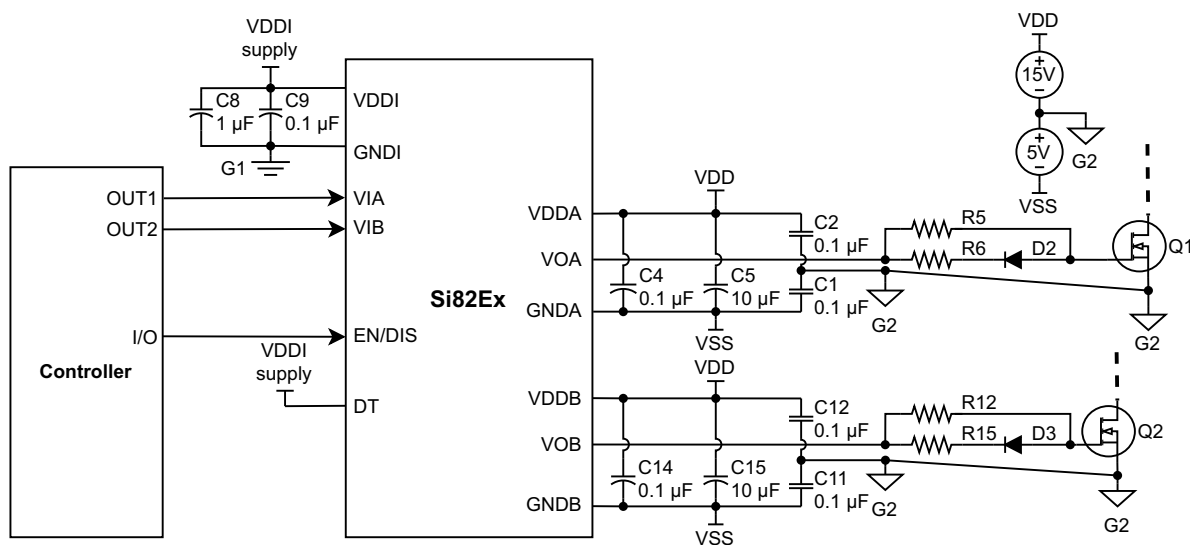 VDDI
supply
C8
1 µF
C9
0.1 µF
G1
VDDI
GNDI
Controller
OUT1
OUT2
I/O
VIA
VIB
EN/DIS
VDDI
supply
DT
Si82Ex
VDDA
VOA
GNDA
VDDB
VOB
GNDB
VDD
C4
0.1 µF
C5
10 µF
C2
0.1 µF
C1
0.1 µF
VSS
G2
R5
R6
D2
Q1
G2
VDD
+
15V
−
+
5V
−
G2
VSS
VDD
C14
0.1 µF
C15
10 µF
C12
0.1 µF
C11
0.1 µF
VSS
G2
R12
R15
D3
Q2
G2